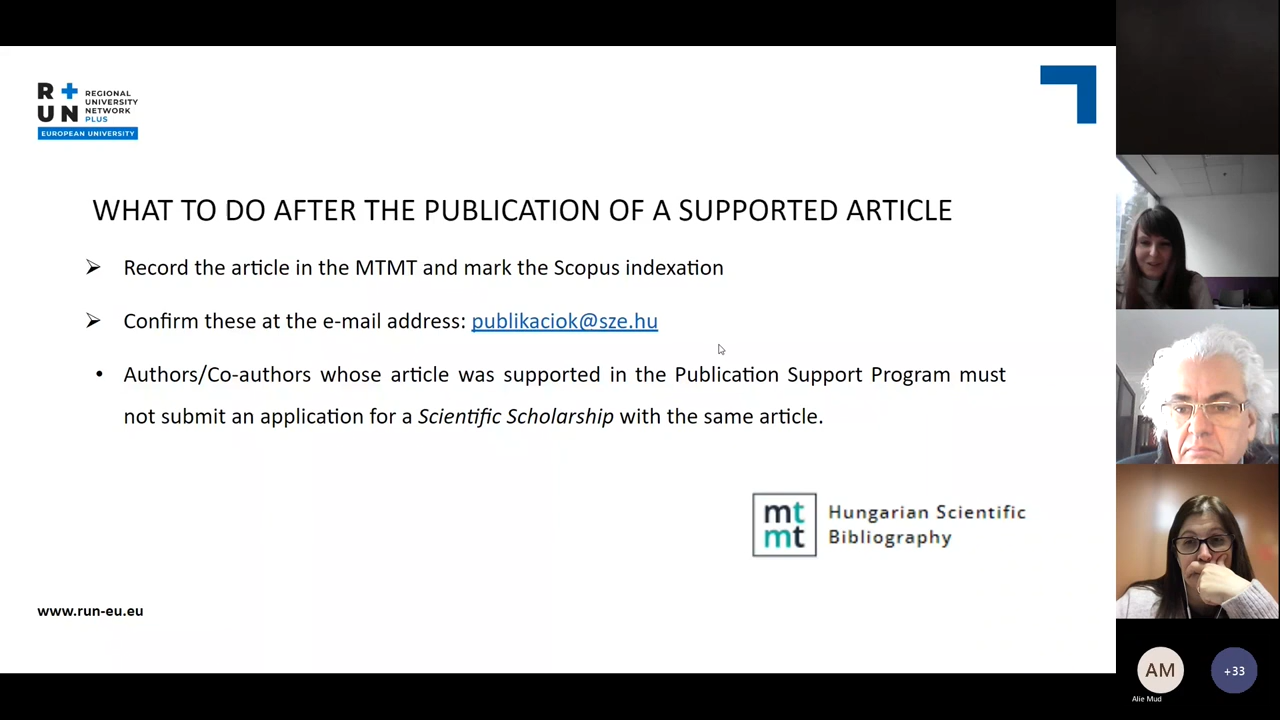 R+
UN
REGIONAL
UNIVERSITY
NETWORK
PLUS
EUROPEAN UNIVERSITY
WHAT TO DO AFTER THE PUBLICATION OF A SUPPORTED ARTICLE
➢ Record the article in the MTMT and mark the Scopus indexation
➢ Confirm these at the e-mail address: publikaciok@sze.hu
• Authors/Co-authors whose article was supported in the Publication Support Program must
not submit an application for a Scientific Scholarship with the same article.
mt
mt
Hungarian Scientific
Bibliography
www.run-eu.eu
AM
+33
Alie Mud